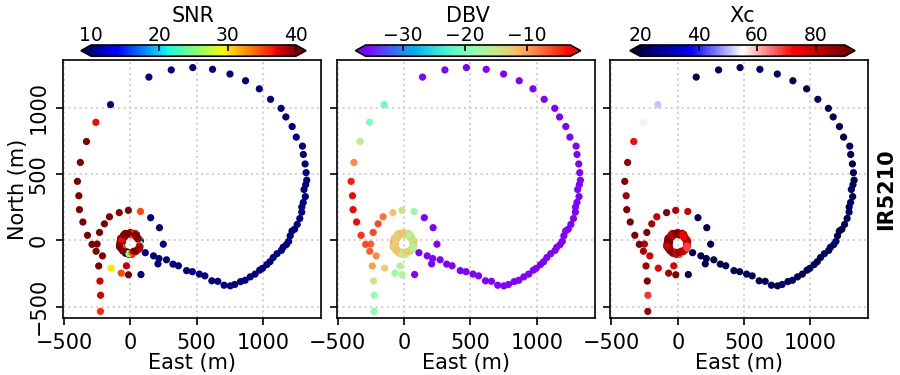 SNR DBV Xc
10 20 30 40 −30 −20 −10 20 40 60 80
1000
500
0
−500
North (m)
−500 0 500 1000 −500 0 500 1000 −500 0 500 1000
East (m) East (m) East (m)
IR5210